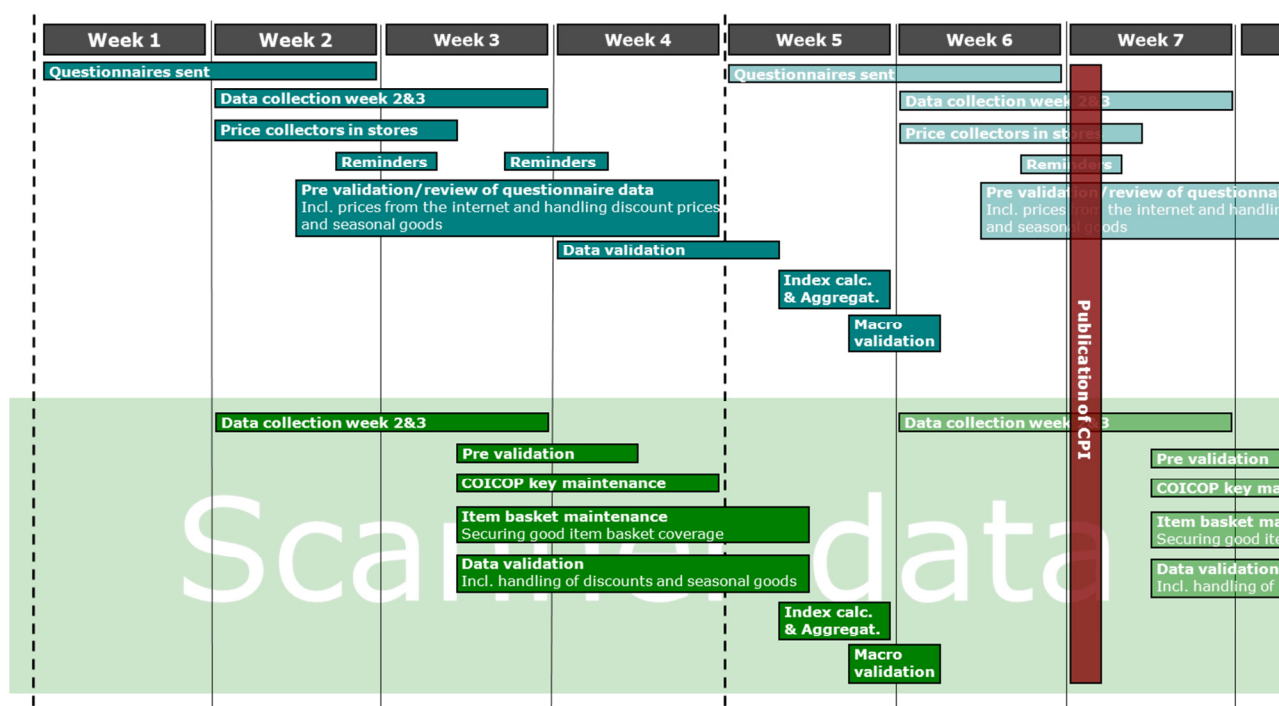 Week 1
Week 2
Week 3
Week 4
Week 5
Week 6
Week 7
Questionnaires sent
Questionnaires sent
Data collection week 2&3
Data collection week 2&3
Price collectors in stores
Price collectors in stores
Reminders
Reminders
Reminders
Pre validation/review of questionnaire data
Incl. prices from the internet and handling discount prices
and seasonal goods
Pre validation/review of questionnai
Incl. prices from the internet and handlin
and seasonal goods
Data validation
Index calc.
& Aggregat.
Macro
validation
Publication of CPI
Scanner data
Data collection week 2&3
Data collection week 2&3
Pre validation
Pre validation
COICOP key maintenance
COICOP key ma
Item basket maintenance
Securing good item basket coverage
Item basket ma
Securing good ite
Data validation
Incl. handling of discounts and seasonal goods
Data validation
Incl. handling of
Index calc.
& Aggregat.
Macro
validation